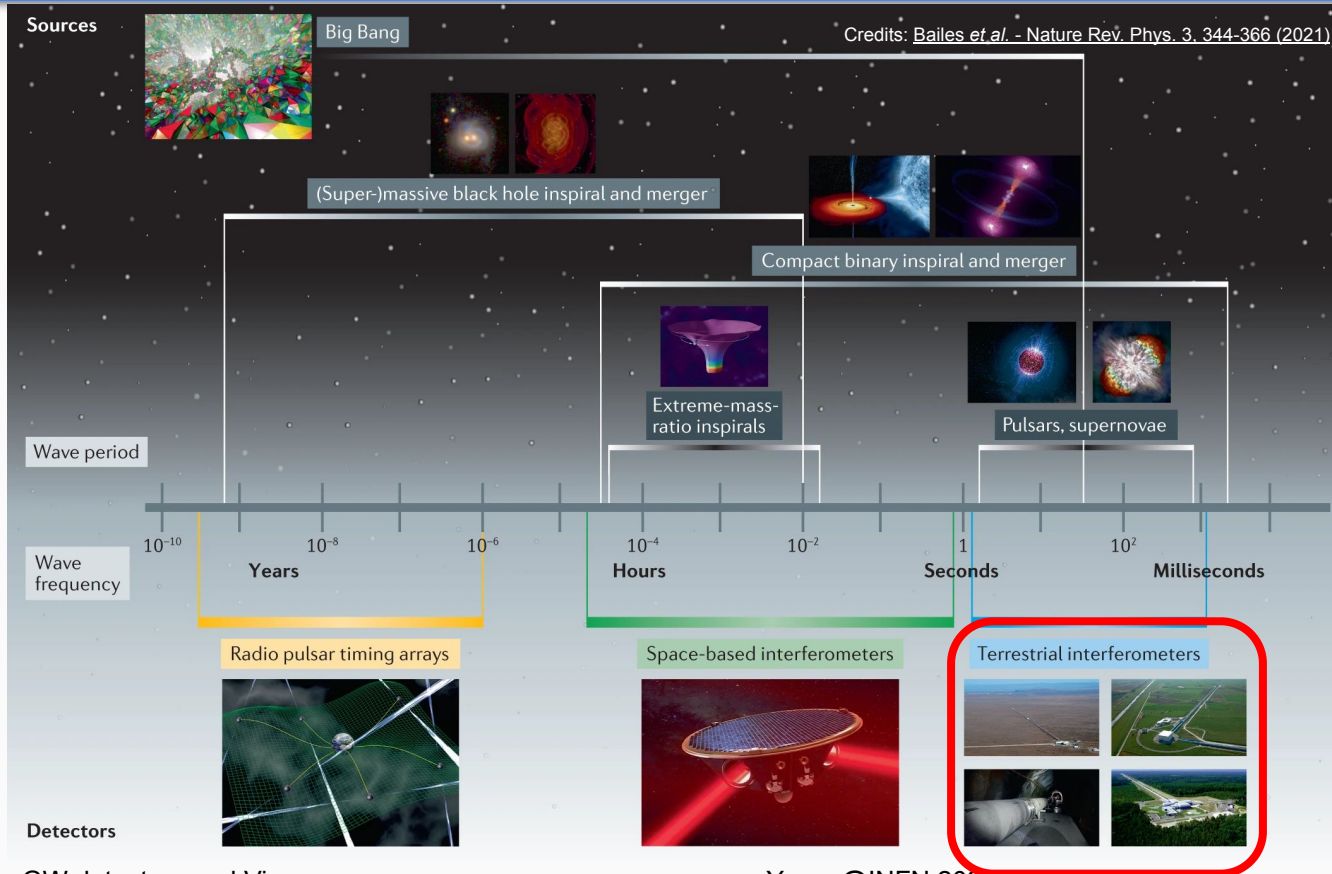 Sources
Big Bang
Credits: Bailes et al. - Nature Rev. Phys. 3, 344-366 (2021)
(Super-)massive black hole inspiral and merger
Compact binary inspiral and merger
Extreme-mass-
ratio inspirals
Pulsars, supernovae
Wave period
10⁻¹⁰ 10⁻⁸ 10⁻⁶ 10⁻⁴ 10⁻² 1 10²
Wave
frequency
Years Hours Seconds Milliseconds
Radio pulsar timing arrays Space-based interferometers Terrestrial interferometers
Detectors